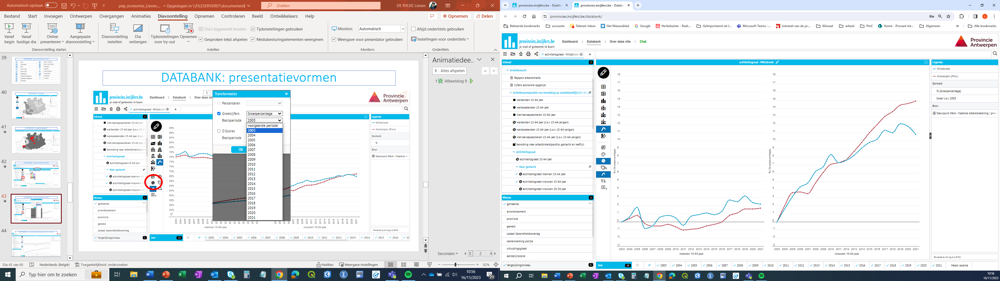 Automatisch opslaan
pep_economie_Lieven.... • Opgeslagen in \\FILESERVER07\documenten$
Zoeken
DE RYCKE Lieven
Bestand Start Invoegen Ontwerpen Overgangen Animaties Diavoorstelling Opnemen Controleren Beeld Ontwikkelaars Help
Opnemen Delen
Vanaf begin
Vanaf huidige dia
Online presenteren
Aangepaste diavoorstelling
Diavoorstelling instellen
Dia verbergen
Tijdsinstellingen voor try-out
Opnemen
Dia's bijgewerkt houden
Tijdsinstellingen gebruiken
Gesproken tekst afspelen
Mediabesturingselementen weergeven
Monitor: Automatisch
Weergave voor presentator gebruiken
Altijd ondertitels gebruiken
Instellingen voor ondertitels
Diavoorstelling starten
Instellen
Monitors
Ondertitels
39
40
41
42
43
44
DATABANK: presentatievormen
provincies.incijfers.be
je stad of gemeente in kaart
Dashboard | Databank | Over deze sit
1
Provincie
Antwerpen
activiteitsgraad - Willebroek
+
Inhoud 2
niet-beroepsactieven 15-64 jaar
werkenden 15-64 jaar (t.o.v. 15-64-
werkzoekenden 15-64 jaar (t.o.v.
niet-beroepsactieven 15-64 jaar
bevolking naar arbeidsmarktposit
Activiteitsgraad
activiteitsgraad 15-64 jaar
Naar geslacht
activiteitsgraad mannen 15-
activiteitsgraad vrouwen
activiteitsgraad vrouwen 20-
Niveau 1
gemeente
arrondissement
provincie
gewest
Lokaal Gezondheidsoverleg
Vergelijkingsniveau 1
Transformaties
Percenteren
Groeicijfers Groeipercentage
Basisperiode 2003
voorgaande periode
2003
2004
2005
2006
2007
2008
2009
2010
2011
2012
2013
2014
2015
2016
2017
2018
2019
2020
2021
Z-Scores
Basisperiode
Ok
88%
86%
84%
82%
80%
78%
76%
74%
72%
70%
68%
66%
64%
62%
60%
58%
56%
54%
mannen 15-64 jaar
vrouwen 15-64 jaar
Legenda
Willebroek
Antwerpen (Prov.)
Eenheid
%
Bron
Steunpunt Werk - Vlaamse
Powered by Swing 6.2.8670
Jaar 19 2003 2004 2005 2006 2007 2008 2009 2010 2011 2012 2013 2014 2015 2016
Animatiedee..
Alles afspelen
1 Afbeelding 9
Seconden 0 2 4
Dia 43 van 60
Nederlands (België)
Toegankelijkheid: onderzoeken
Notities
Weergave-instellingen
82%
Typ hier om te zoeken
10:56
16/11/2023
20
provincies.incijfers.be - Dashb
provincies.incijfers.be - Databa
provincies.incijfers.be/databank/
Beheerde bookmarks accounts Telenet: Inbox Het Nieuwsblad Google Herbeluister - Radi... Geïmporteerd uit I... Microsoft Teams -... extranet van de pr... Klimaat arbeid PinC Home - Provant Int... Algemeen » Alle bookmarks
provincies.incijfers.be
je stad of gemeente in kaart
Dashboard | Databank | Over deze site | Chat
Provincie
Antwerpen
activiteitsgraad - Willebroek
+
Inhoud 2
Arbeidsmarkt
Rapport arbeidsmarkt
Cijfers economie opgelijst
Arbeidsmarktpositie van bevolking op arbeidsleeftijd (15-64 j
werkenden 15-64 jaar
werkzoekenden 15-64 jaar
niet-beroepsactieven 15-64 jaar
werkenden 15-64 jaar (t.o.v. 15-64-jarigen)
werkzoekenden 15-64 jaar (t.o.v. 15-64-jarigen)
niet-beroepsactieven 15-64 jaar (t.o.v. 15-64-jarigen)
bevolking naar arbeidsmarktpositie, geslacht en leeftijd
Activiteitsgraad
activiteitsgraad 15-64 jaar
Naar geslacht
activiteitsgraad mannen 15-64 jaar
activiteitsgraad vrouwen 15-64 jaar
activiteitsgraad vrouwen 20-34 jaar
Niveau 1
gemeente
arrondissement
provincie
gewest
Lokaal Gezondheidsoverleg
samenwerking politie
uitrustingsgraad
eerstelijnszone
Vergelijkingsniveau 1
activiteitsgraad - Willebroek
18 18
17 17
16 16
15 15
14 14
13 13
12 12
11 11
10 10
9 9
8 8
7 7
6 6
5 5
4 4
3 3
2 2
1 1
0 0
-1 -1
-2 -2
-3 -3
% (Groeipercentage)
% (Groeipercentage)
2003 2004 2005 2006 2007 2008 2009 2010 2011 2012 2013 2014 2015 2016 2017 2018 2019 2020 2021
2003 2004 2005 2006 2007 2008 2009 2010 2011 2012 2013 2014 2015 2016 2017 2018 2019 2020 2021
mannen 15-64 jaar
vrouwen 15-64 jaar
Legenda
Willebroek
Antwerpen (Prov.)
Eenheid
% (Groeipercentage)
Groei t.o.v. 2003
Bron
Steunpunt Werk - Vlaamse Arbeidsrekening | provi
Powered by Swing 6.2.8716
Jaar 19 2003 2004 2005 2006 2007 2008 2009 2010 2011 2012 2013 2014 2015 2016 2017 2018 2019 2020 2021 Meest recente
10:56
16/11/2023